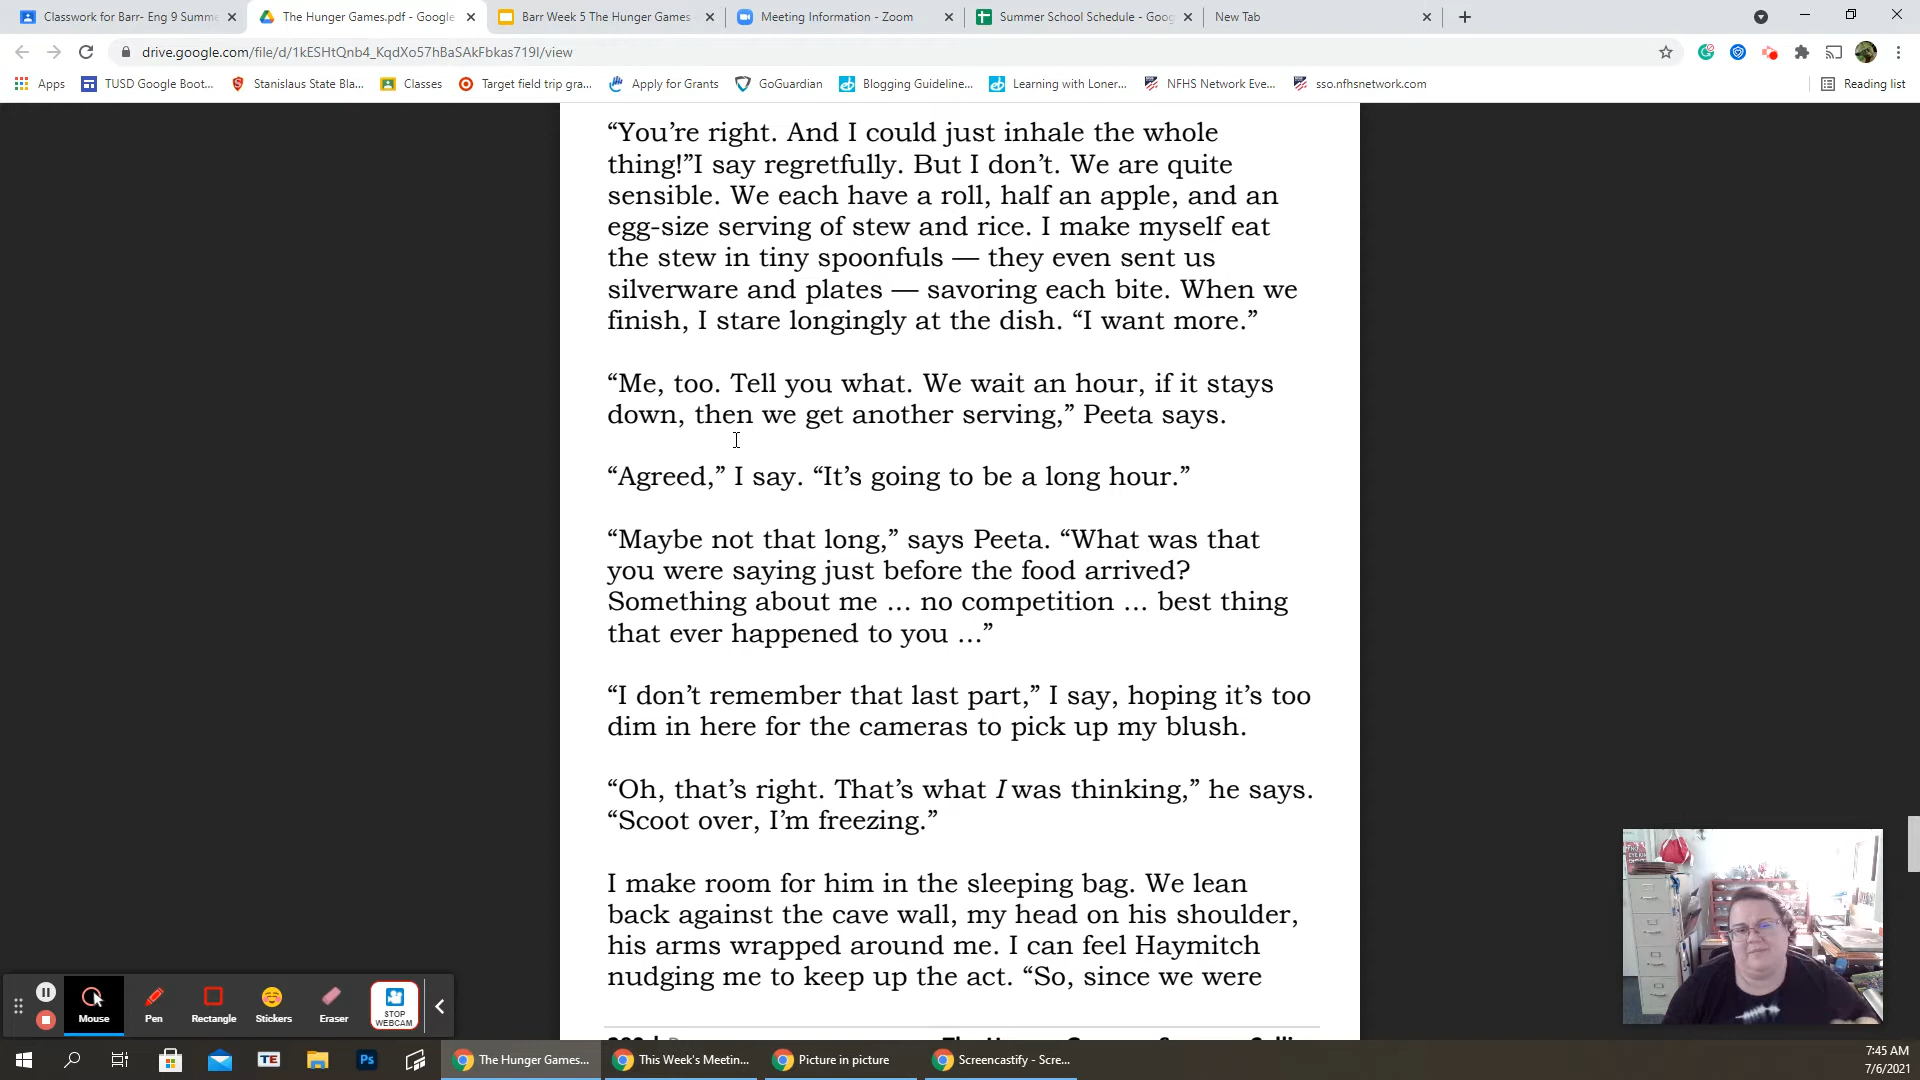 Classwork for Barr- Eng 9 Summe
The Hunger Games.pdf - Google
Barr Week 5 The Hunger Games
Meeting Information - Zoom
Summer School Schedule - Goog
New Tab
drive.google.com/file/d/1kESHtQnb4_KqdXo57hBaSAkFbkas719I/view
Apps
TUSD Google Boot...
Stanislaus State Bla...
Classes
Target field trip gra...
Apply for Grants
GoGuardian
Blogging Guideline...
Learning with Loner...
NFHS Network Eve...
sso.nfhsnetwork.com
Reading list
“You’re right. And I could just inhale the whole
thing!”I say regretfully. But I don’t. We are quite
sensible. We each have a roll, half an apple, and an
egg-size serving of stew and rice. I make myself eat
the stew in tiny spoonfuls — they even sent us
silverware and plates — savoring each bite. When we
finish, I stare longingly at the dish. “I want more.”
“Me, too. Tell you what. We wait an hour, if it stays
down, then we get another serving,” Peeta says.
“Agreed,” I say. “It’s going to be a long hour.”
“Maybe not that long,” says Peeta. “What was that
you were saying just before the food arrived?
Something about me … no competition … best thing
that ever happened to you …”
“I don’t remember that last part,” I say, hoping it’s too
dim in here for the cameras to pick up my blush.
“Oh, that’s right. That’s what I was thinking,” he says.
“Scoot over, I’m freezing.”
I make room for him in the sleeping bag. We lean
back against the cave wall, my head on his shoulder,
his arms wrapped around me. I can feel Haymitch
nudging me to keep up the act. “So, since we were
Mouse
Pen
Rectangle
Stickers
Eraser
STOP
WEBCAM
TE
Ps
The Hunger Games...
This Week's Meetin...
Picture in picture
Screencastify - Scre...
7:45 AM
7/6/2021